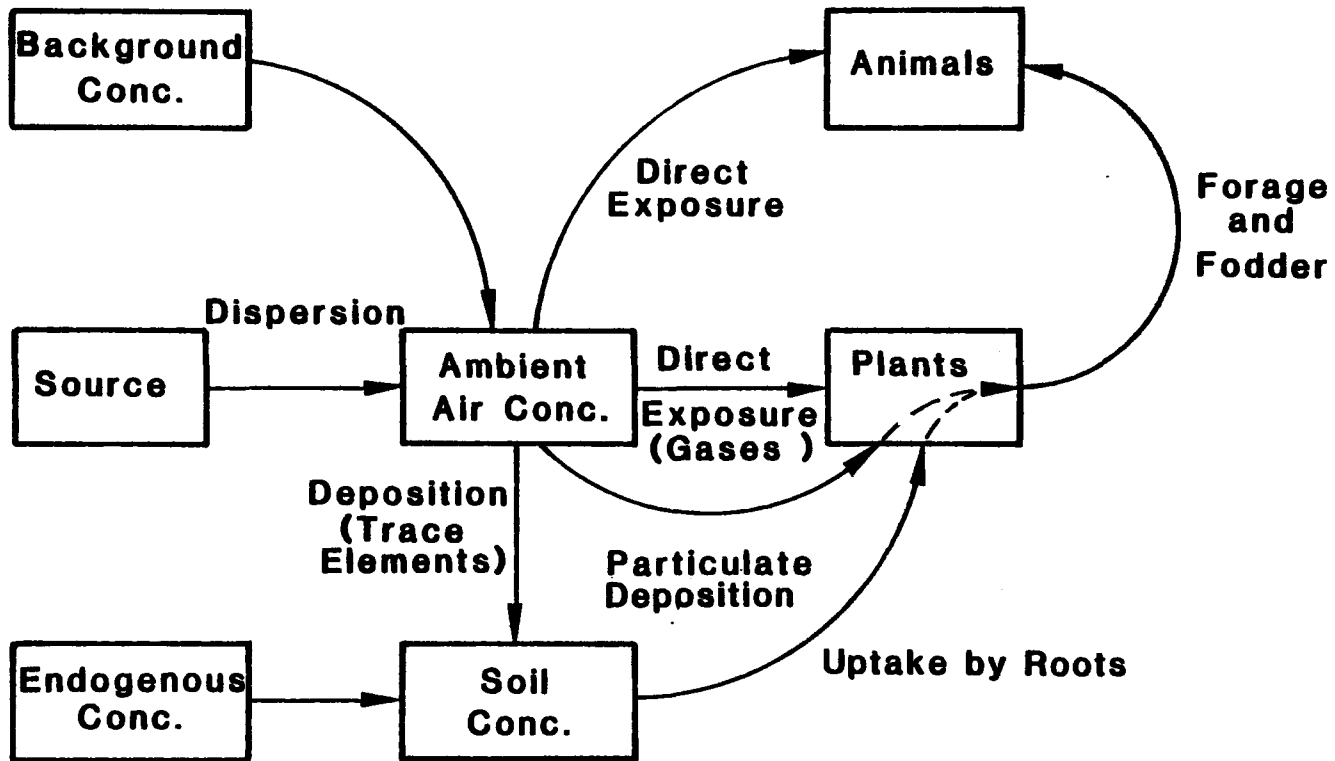 Background
Conc.
Animals
Direct
Exposure
Forage
and
Fodder
Dispersion
Source
Ambient
Air Conc.
Direct
Exposure
(Gases )
Plants
Deposition
(Trace
Elements)
Particulate
Deposition
Endogenous
Conc.
Soil
Conc.
Uptake by Roots